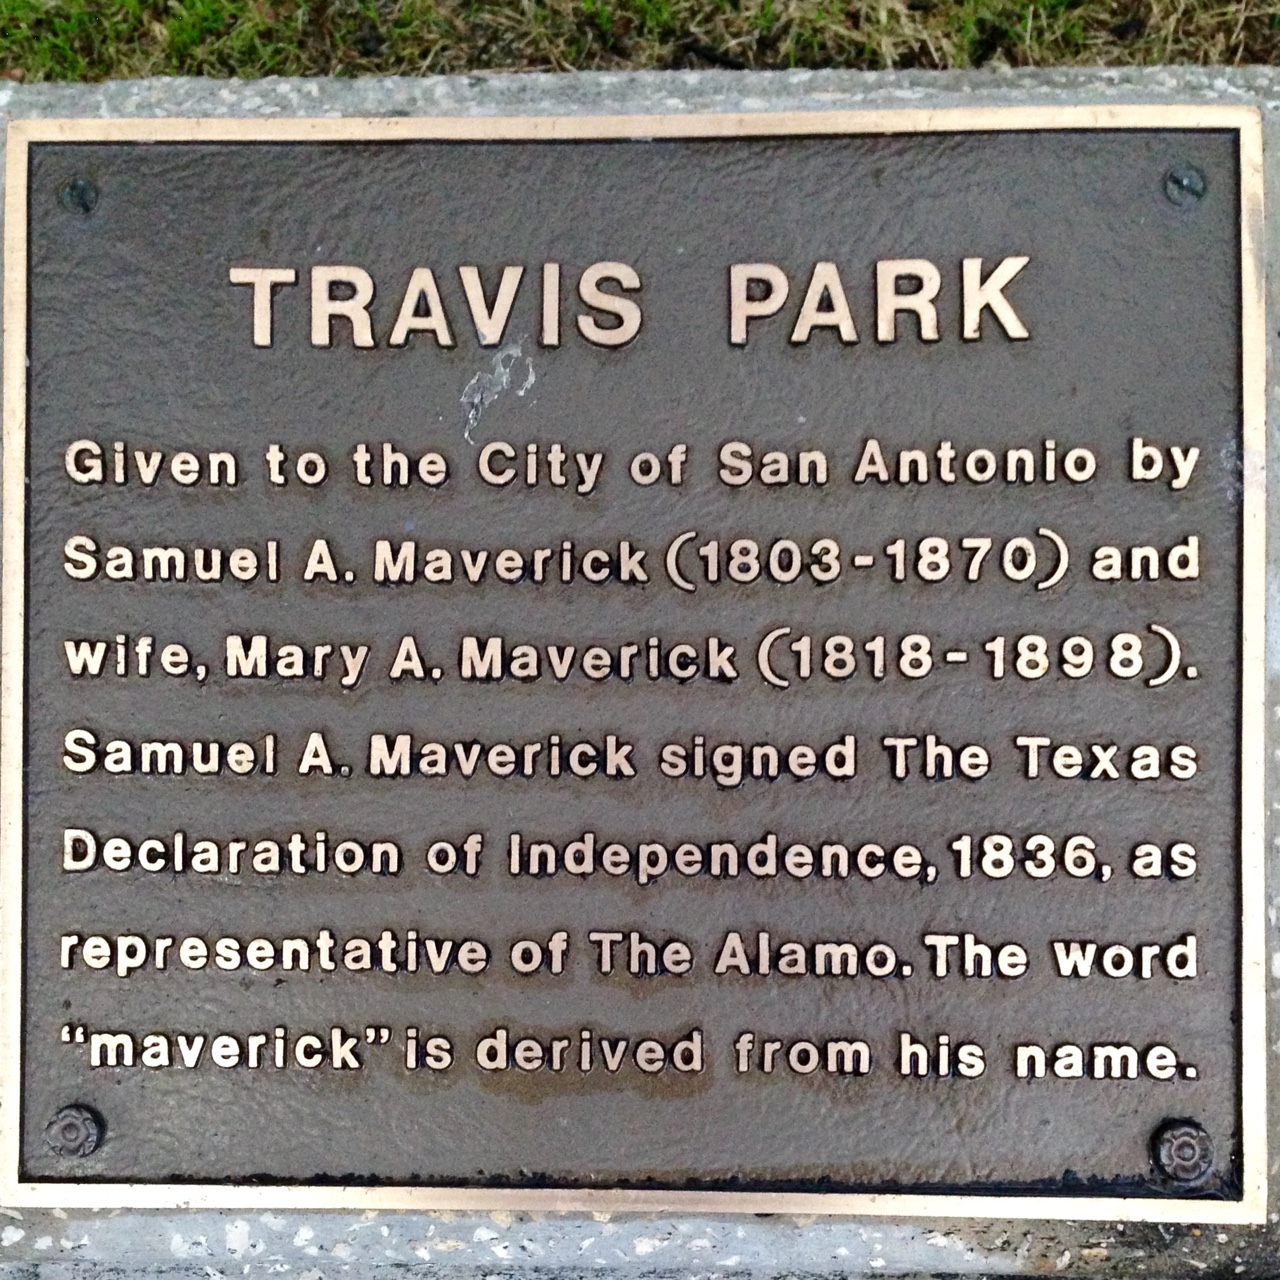 TRAVIS PARK
Given to the City of San Antonio by
Samuel A. Maverick (1803-1870) and
wife, Mary A. Maverick (1818-1898).
Samuel A. Maverick signed The Texas
Declaration of Independence, 1836, as
representative of The Alamo. The word
“maverick” is derived from his name.